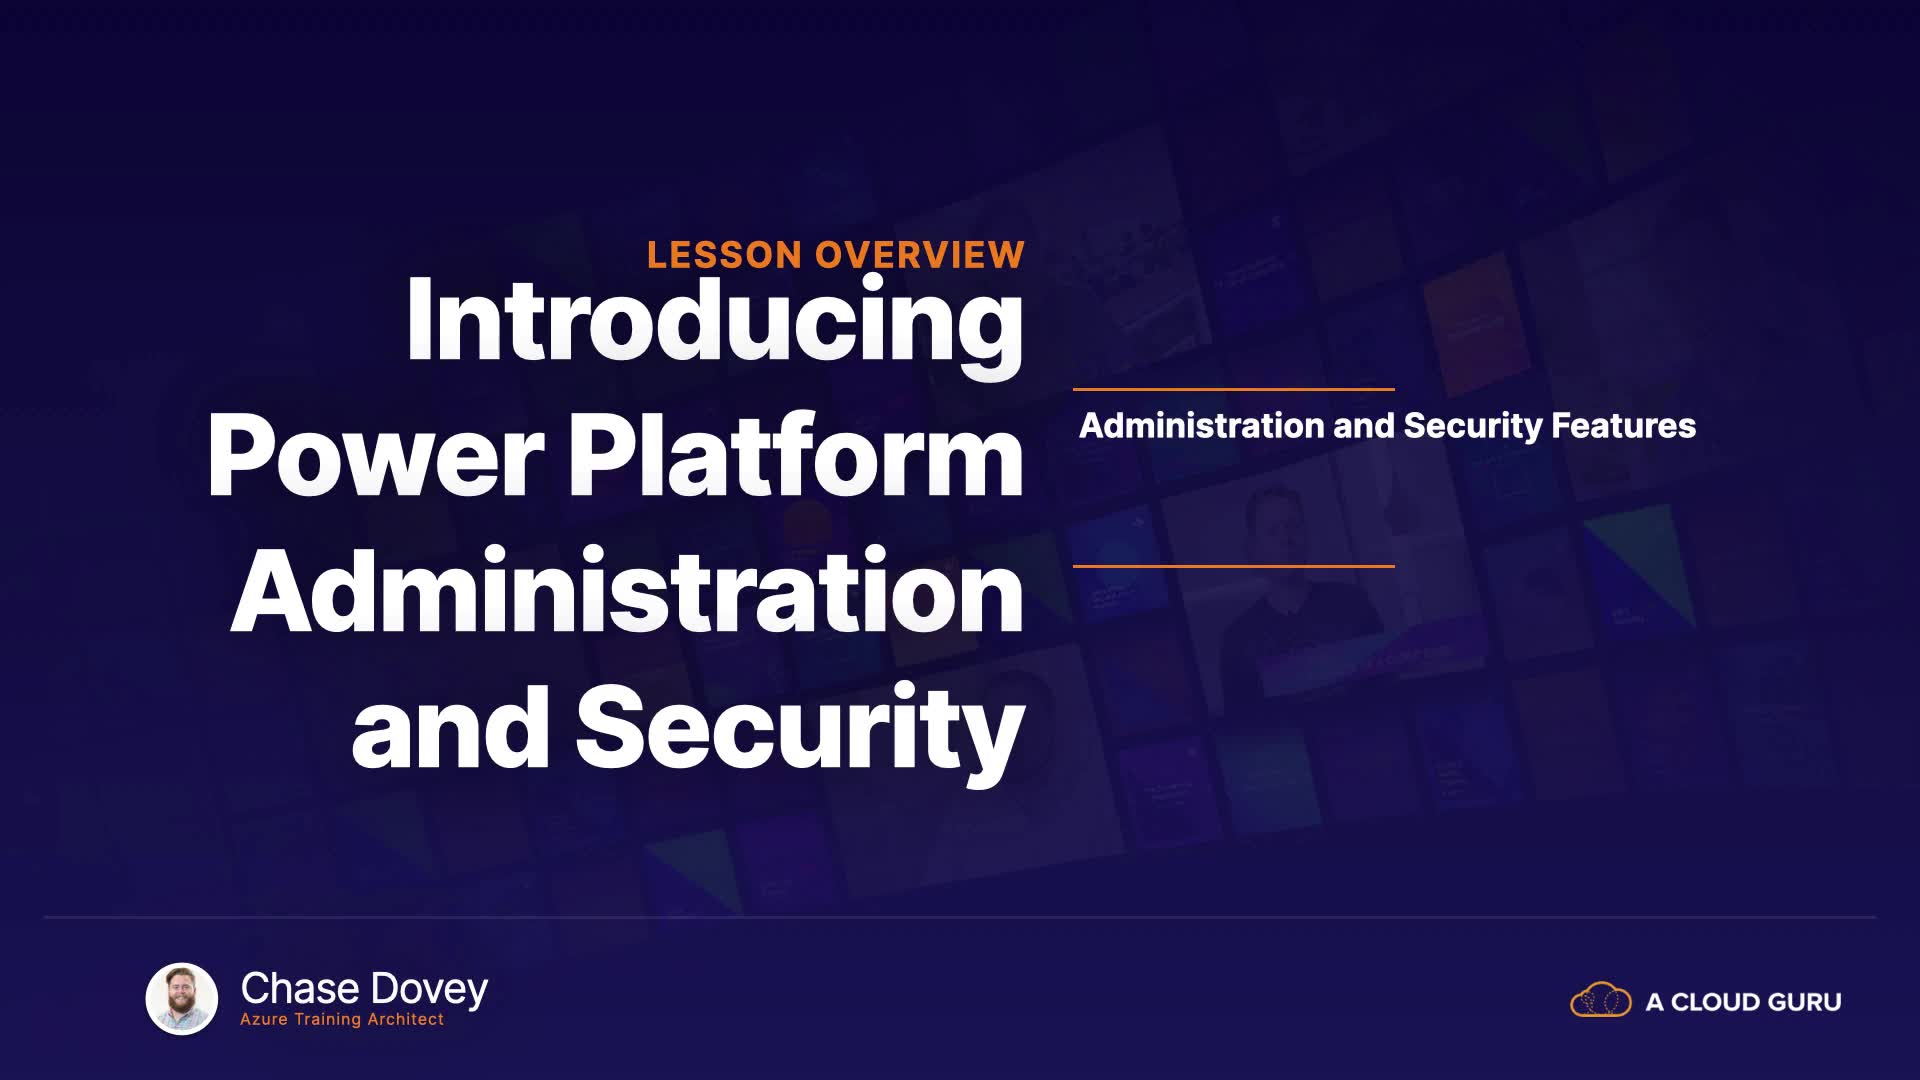 LESSON OVERVIEW
Introducing
Power Platform
Administration
and Security
Administration and Security Features
Chase Dovey
Azure Training Architect
A CLOUD GURU